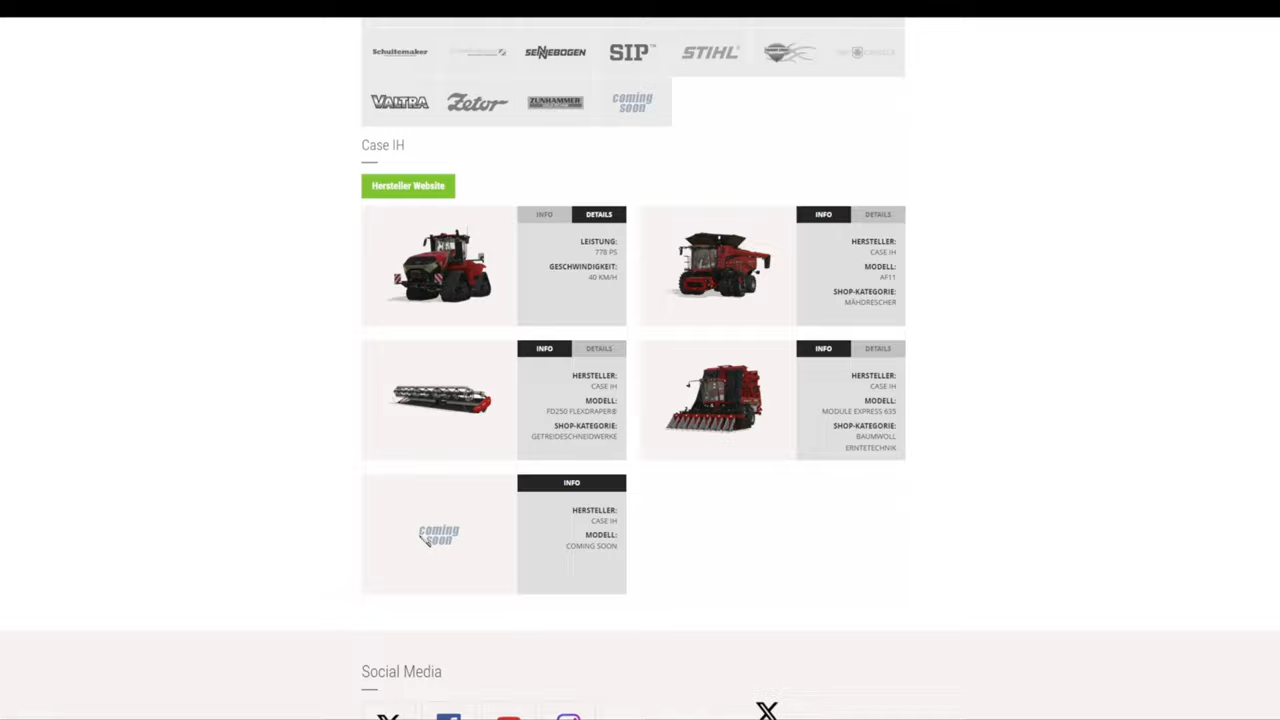 Schuitemaker
SENNEBOGEN
SIP™
STIHL®
VALTRA
Zetor
ZUNHAMMER
coming
soon
Case IH
Hersteller Website
INFO
DETAILS
LEISTUNG:
778 PS
GESCHWINDIGKEIT:
40 KM/H
INFO
DETAILS
HERSTELLER:
CASE IH
MODELL:
AF11
SHOP-KATEGORIE:
MÄHDRESCHER
INFO
DETAILS
HERSTELLER:
CASE IH
MODELL:
FD250 FLEXDRAPER®
SHOP-KATEGORIE:
GETREIDESCHNEIDWERKE
INFO
DETAILS
HERSTELLER:
CASE IH
MODELL:
MODULE EXPRESS 635
SHOP-KATEGORIE:
BAUMWOLL
ERNTETECHNIK
coming
soon
INFO
HERSTELLER:
CASE IH
MODELL:
COMING SOON
Social Media